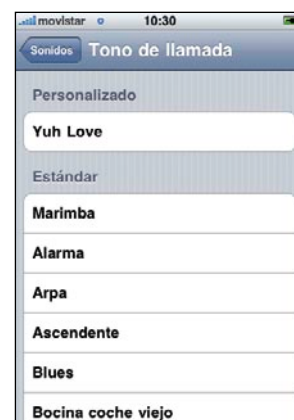 movistar 10:30
Sonidos Tono de llamada
Personalizado
Yuh Love
Estándar
Marimba
Alarma
Arpa
Ascendente
Blues
Bocina coche viejo